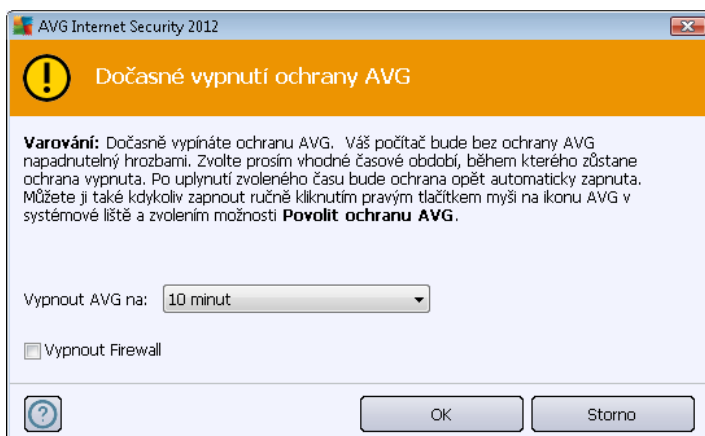 AVG Internet Security 2012
Dočasné vypnutí ochrany AVG
Varování: Dočasně vypínáte ochranu AVG. Váš počítač bude bez ochrany AVG
napadnutelný hrozbami. Zvolte prosím vhodné časové období, během kterého zůstane
ochrana vypnuta. Po uplynutí zvoleného času bude ochrana opět automaticky zapnuta.
Můžete ji také kdykoliv zapnout ručně kliknutím pravým tlačítkem myši na ikonu AVG v
systémové liště a zvolením možnosti Povolit ochranu AVG.
Vypnout AVG na: 10 minut
Vypnout Firewall
OK Storno